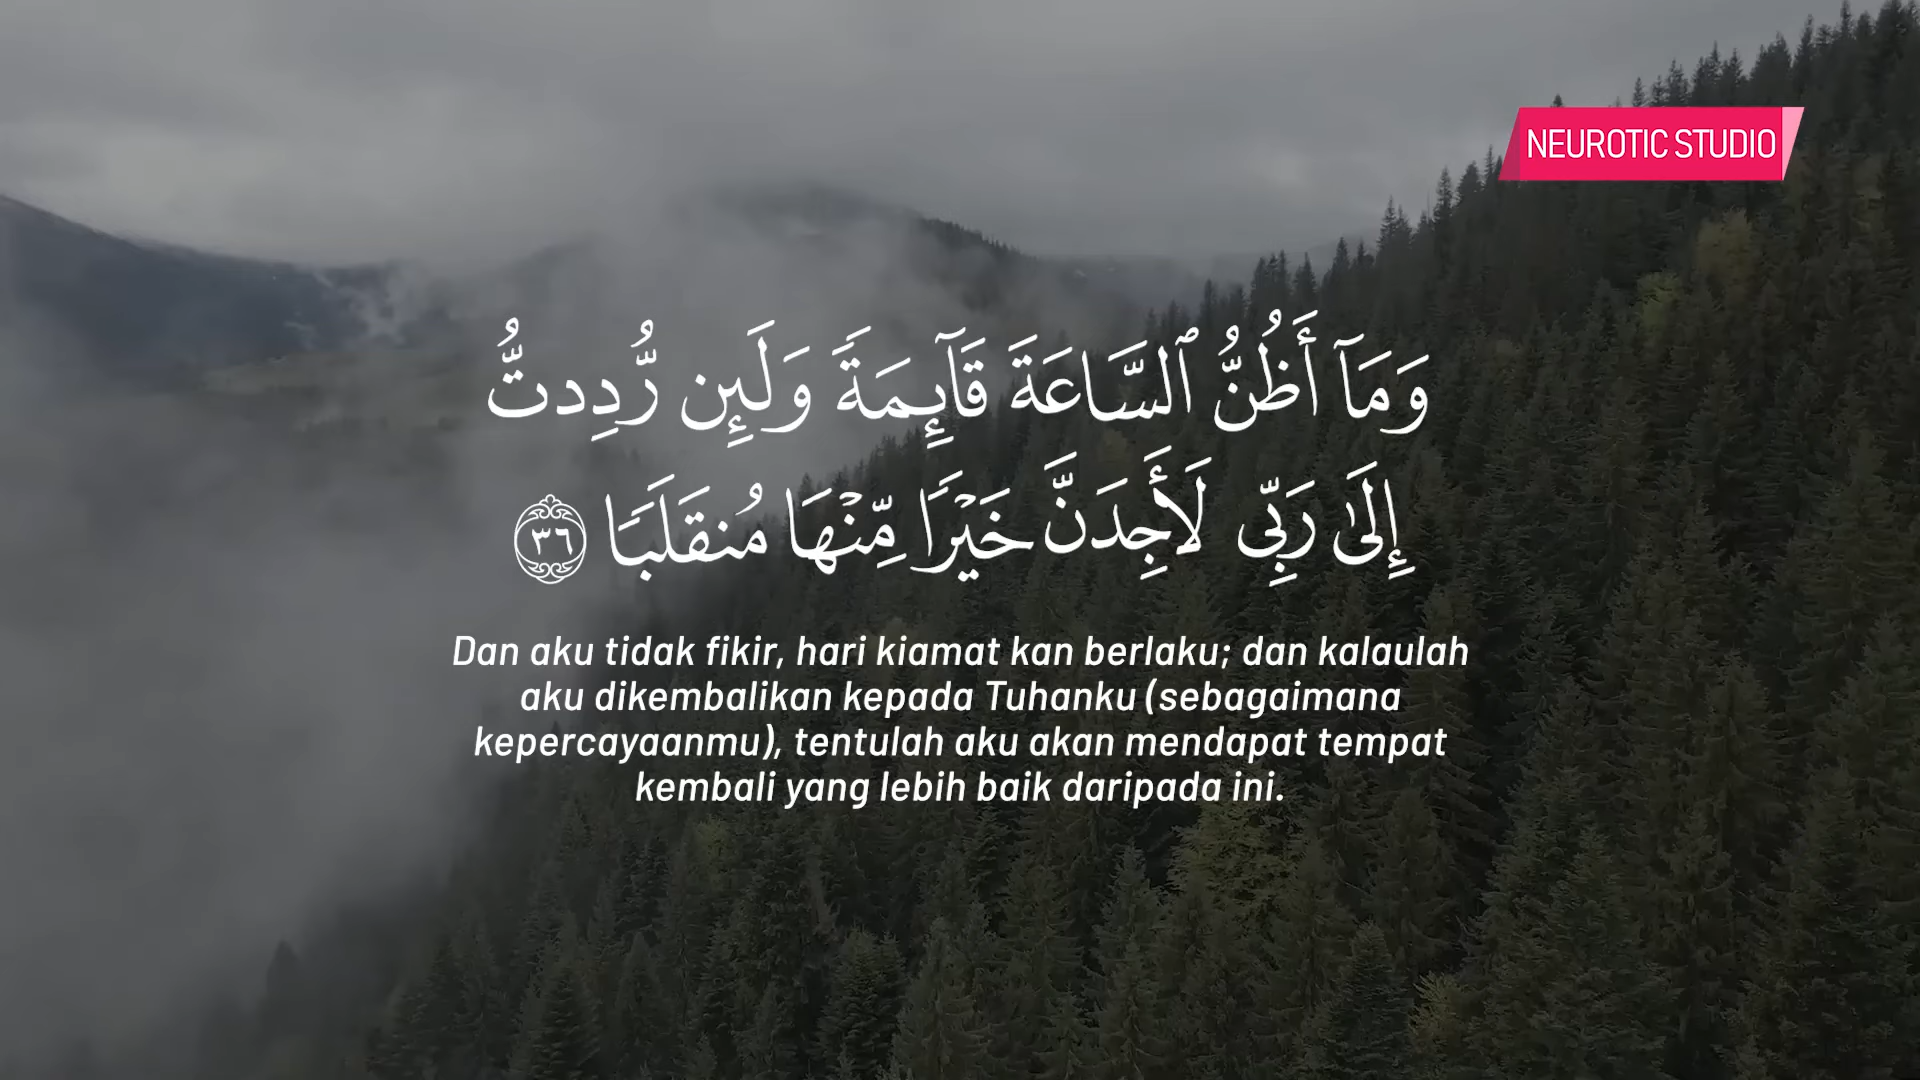 NEUROTIC STUDIO
وَمَآ أَظُنُّ ٱلسَّاعَةَ قَآئِمَةً وَلَئِن رُّدِدتُّ
إِلَىٰ رَبِّي لَأَجِدَنَّ خَيْرًا مِّنْهَا مُنقَلَبًا ٣٦
Dan aku tidak fikir, hari kiamat kan berlaku; dan kalaulah
aku dikembalikan kepada Tuhanku (sebagaimana
kepercayaanmu), tentulah aku akan mendapat tempat
kembali yang lebih baik daripada ini.